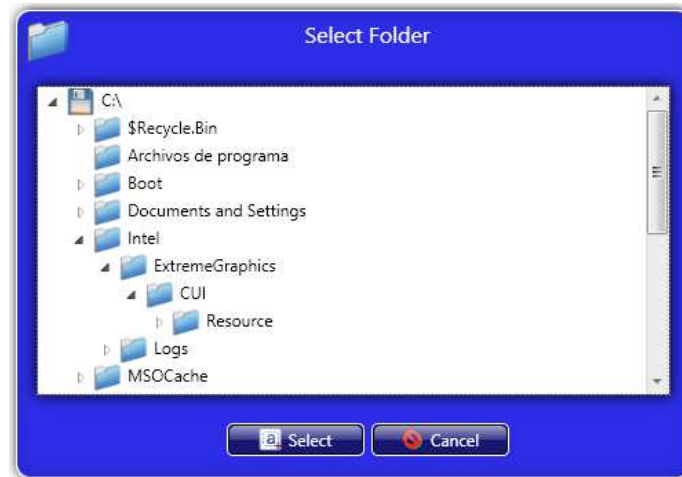 Select Folder
C:\
$Recycle.Bin
Archivos de programa
Boot
Documents and Settings
Intel
ExtremeGraphics
CUI
Resource
Logs
MSOCache
Select
Cancel